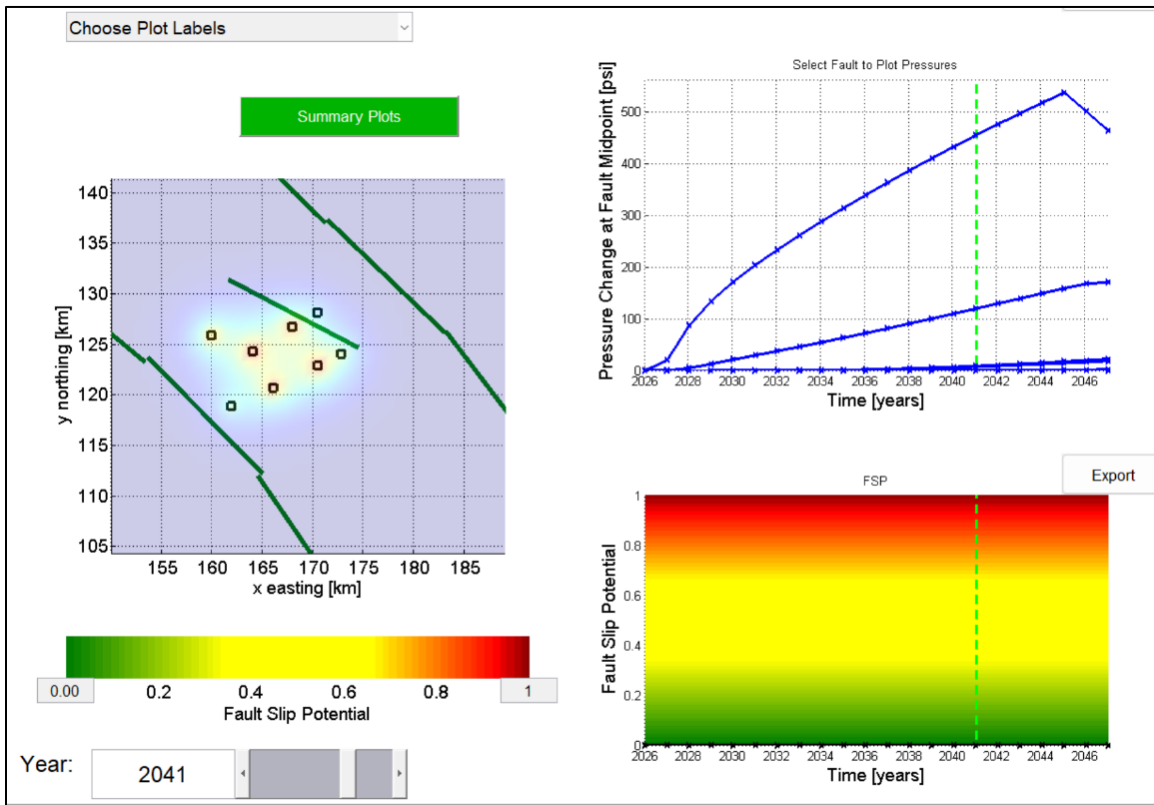 Choose Plot Labels
Summary Plots
140
135
130
125
120
115
110
105
y northing [km]
155 160 165 170 175 180 185
x easting [km]
0.00 0.2 0.4 0.6 0.8 1
Fault Slip Potential
Year: 2041
Select Fault to Plot Pressures
500
400
300
200
100
0
Pressure Change at Fault Midpoint [psi]
2026 2028 2030 2032 2034 2036 2038 2040 2042 2044 2046
Time [years]
Export
FSP
1
0.8
0.6
0.4
0.2
0
Fault Slip Potential
2026 2028 2030 2032 2034 2036 2038 2040 2042 2044 2046
Time [years]